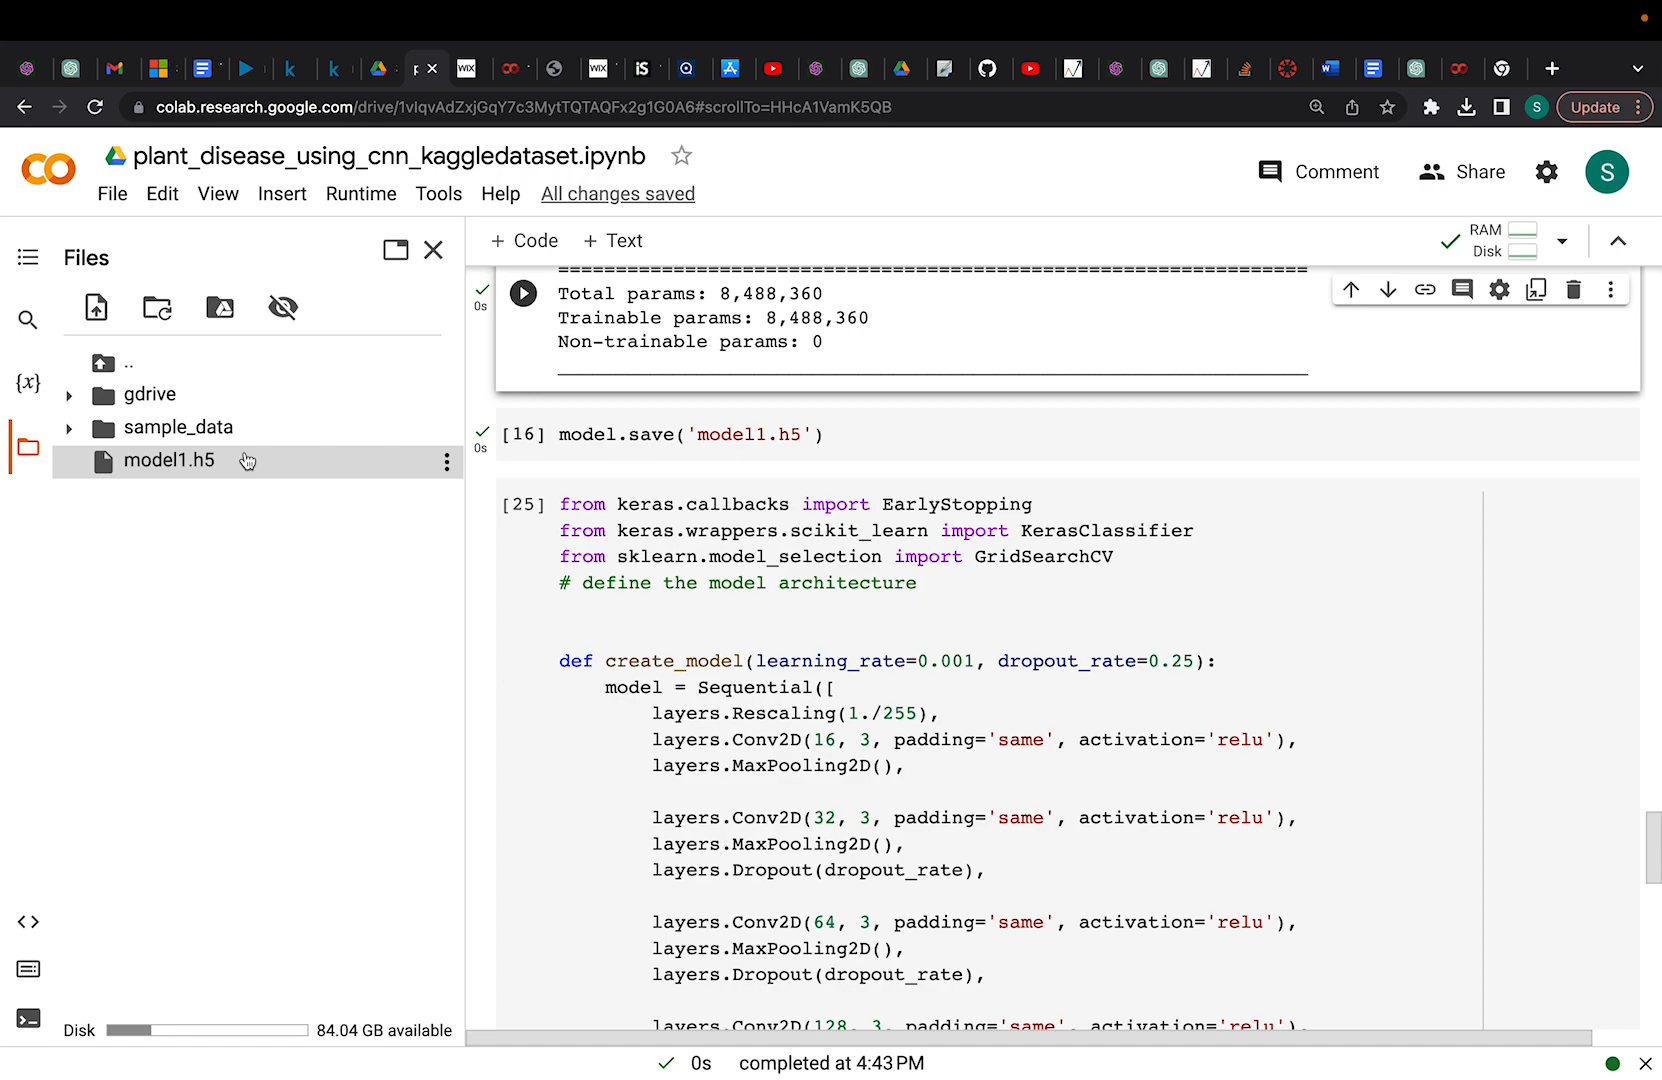 colab.research.google.com/drive/1vIqvAdZxjGqY7c3MytTQTAQFx2g1G0A6#scrollTo=HHcA1VamK5QB
Update
plant_disease_using_cnn_kaggledataset.ipynb
Comment
Share
S
File Edit View Insert Runtime Tools Help All changes saved
Files
+ Code + Text
RAM
Disk
..
gdrive
sample_data
model1.h5
Disk
84.04 GB available
0s
Total params: 8,488,360
Trainable params: 8,488,360
Non-trainable params: 0
0s
[16] model.save('model1.h5')
[25] from keras.callbacks import EarlyStopping
from keras.wrappers.scikit_learn import KerasClassifier
from sklearn.model_selection import GridSearchCV
# define the model architecture
def create_model(learning_rate=0.001, dropout_rate=0.25):
model = Sequential([
layers.Rescaling(1./255),
layers.Conv2D(16, 3, padding='same', activation='relu'),
layers.MaxPooling2D(),
layers.Conv2D(32, 3, padding='same', activation='relu'),
layers.MaxPooling2D(),
layers.Dropout(dropout_rate),
layers.Conv2D(64, 3, padding='same', activation='relu'),
layers.MaxPooling2D(),
layers.Dropout(dropout_rate),
layers.Conv2D(128, 3, padding='same', activation='relu'),
0s completed at 4:43 PM